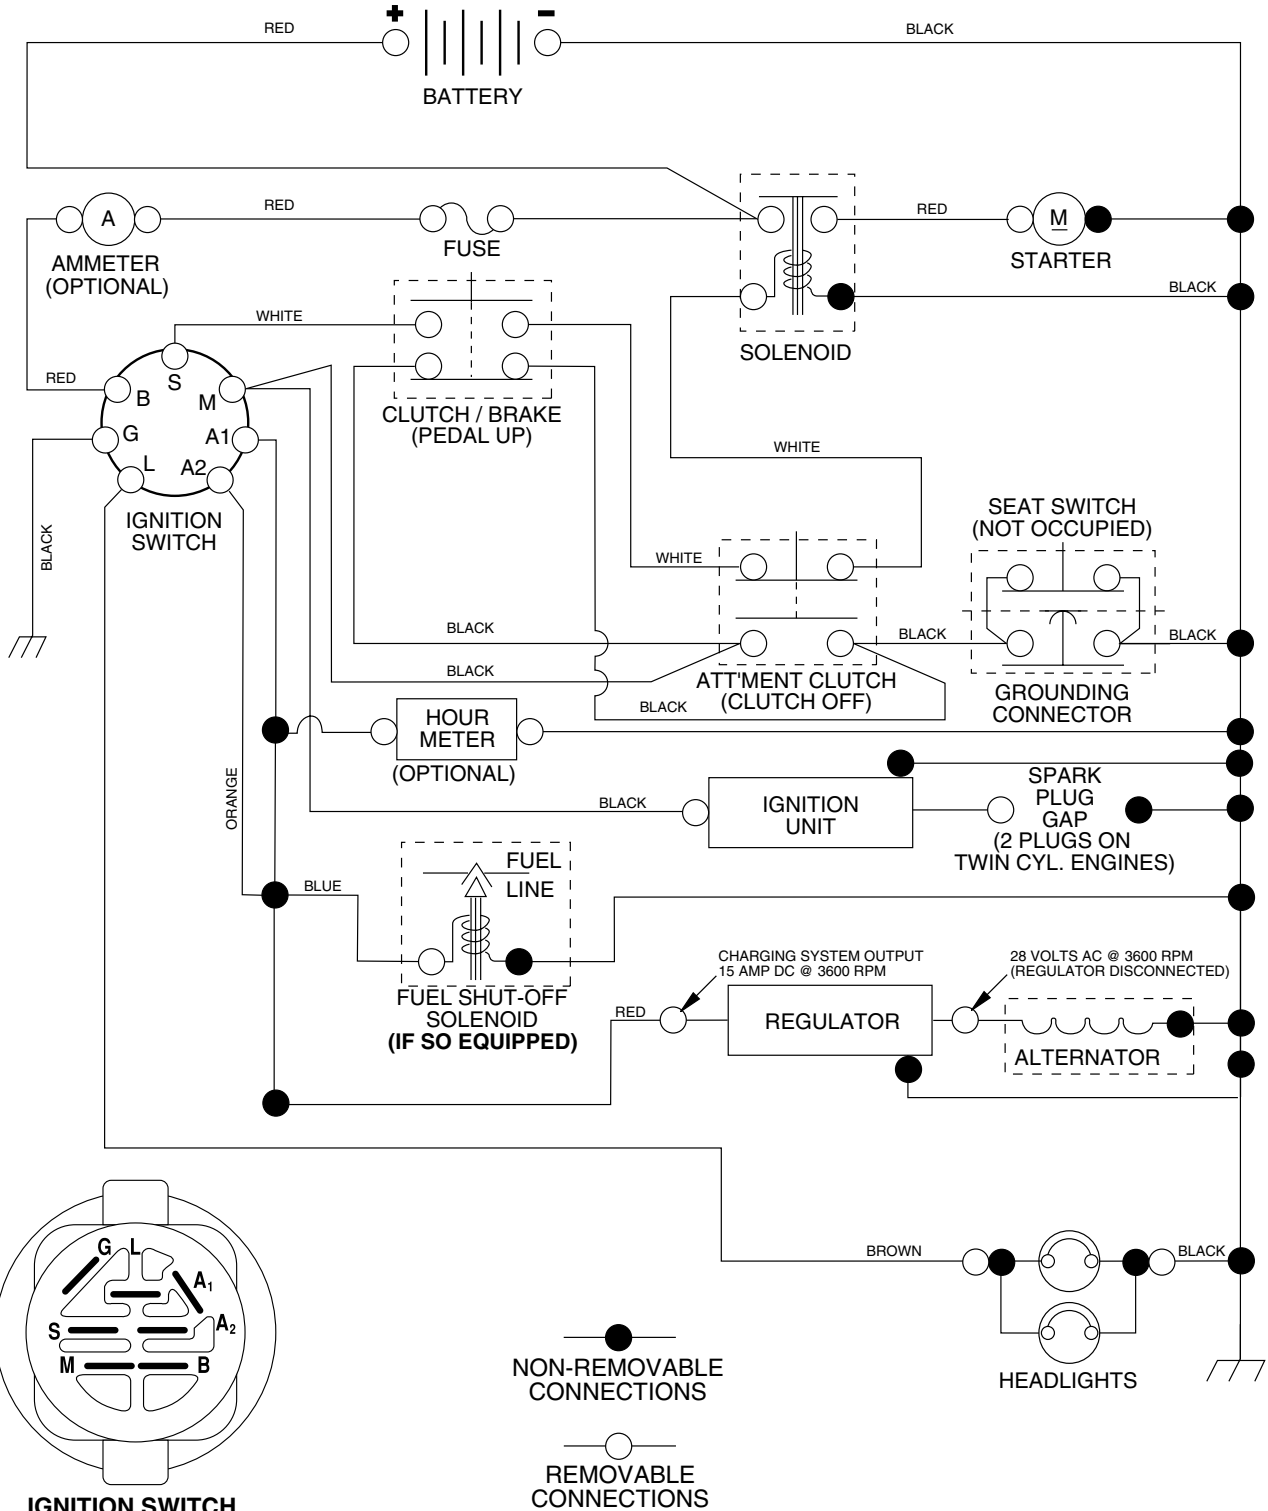 + –
RED
BLACK
BATTERY
A
RED
FUSE
RED
M
STARTER
AMMETER
(OPTIONAL)
BLACK
SOLENOID
WHITE
RED
S
B
M
G
A1
L
A2
IGNITION
SWITCH
CLUTCH / BRAKE
(PEDAL UP)
WHITE
BLACK
SEAT SWITCH
(NOT OCCUPIED)
WHITE
BLACK
BLACK
BLACK
BLACK
ATT'MENT CLUTCH
(CLUTCH OFF)
BLACK
GROUNDING
CONNECTOR
HOUR
METER
(OPTIONAL)
ORANGE
BLACK
IGNITION
UNIT
SPARK
PLUG
GAP
(2 PLUGS ON
TWIN CYL. ENGINES)
BLUE
FUEL
LINE
FUEL SHUT-OFF
SOLENOID
(IF SO EQUIPPED)
CHARGING SYSTEM OUTPUT
15 AMP DC @ 3600 RPM
28 VOLTS AC @ 3600 RPM
(REGULATOR DISCONNECTED)
RED
REGULATOR
ALTERNATOR
BROWN
BLACK
HEADLIGHTS
G L
A1
A2
S
M
B
IGNITION SWITCH
NON-REMOVABLE
CONNECTIONS
REMOVABLE
CONNECTIONS